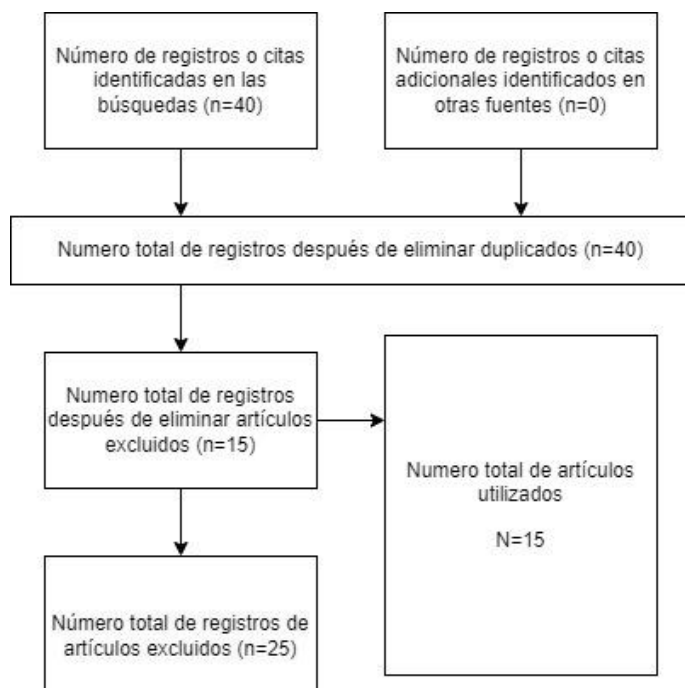 Número de registros o citas
identificadas en las
búsquedas (n=40)
Número de registros o citas
adicionales identificados en
otras fuentes (n=0)
Numero total de registros después de eliminar duplicados (n=40)
Numero total de registros
después de eliminar artículos
excluidos (n=15)
Numero total de artículos
utilizados
N=15
Número total de registros de
artículos excluidos (n=25)